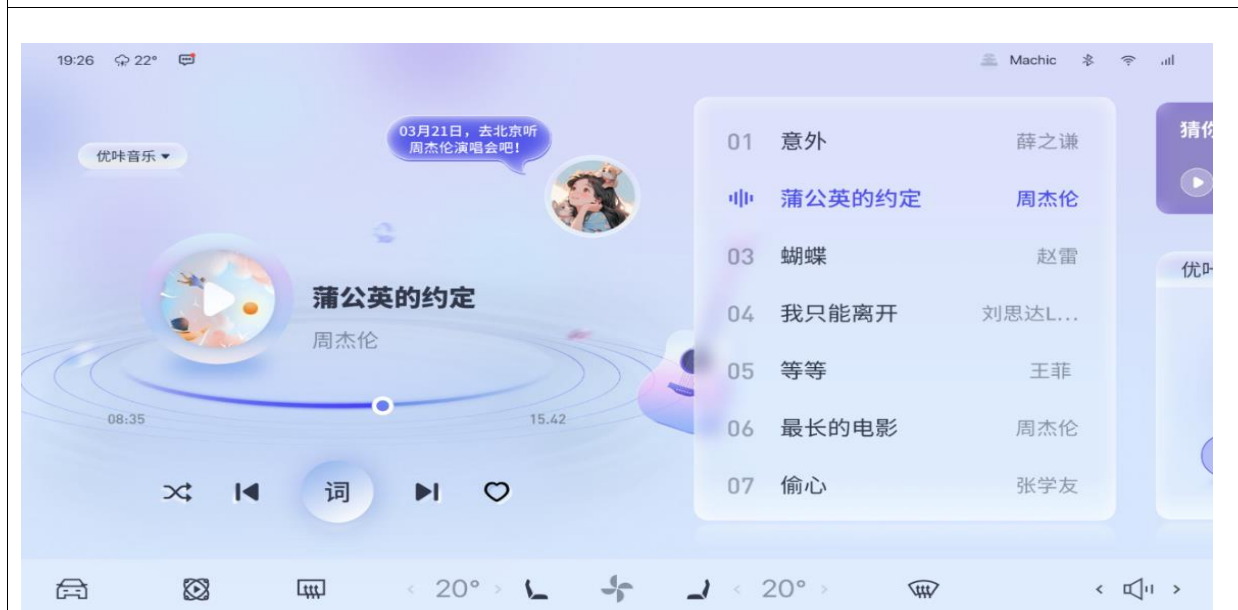 19:26 22° Machic
优咔音乐
03月21日，去北京听
周杰伦演唱会吧！
蒲公英的约定
周杰伦
08:35 15.42
词
01 意外 薛之谦
蒲公英的约定 周杰伦
03 蝴蝶 赵雷
04 我只能离开 刘思达L...
05 等等 王菲
06 最长的电影 周杰伦
07 偷心 张学友
猜你
优咔
< 20° > < 20° > < >